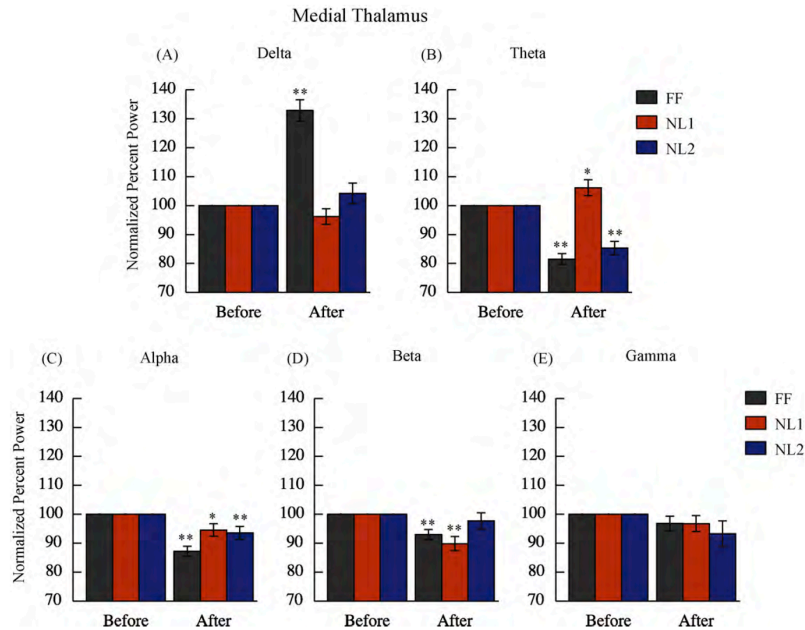 Medial Thalamus
(A) Delta
(B) Theta
Normalized Percent Power
140
130
120
110
100
90
80
70
**
Before After
140
130
120
110
100
90
80
70
**
*
**
Before After
FF
NL1
NL2
(C) Alpha
(D) Beta
(E) Gamma
Normalized Percent Power
140
130
120
110
100
90
80
70
**
*
**
Before After
140
130
120
110
100
90
80
70
**
**
Before After
140
130
120
110
100
90
80
70
Before After
FF
NL1
NL2